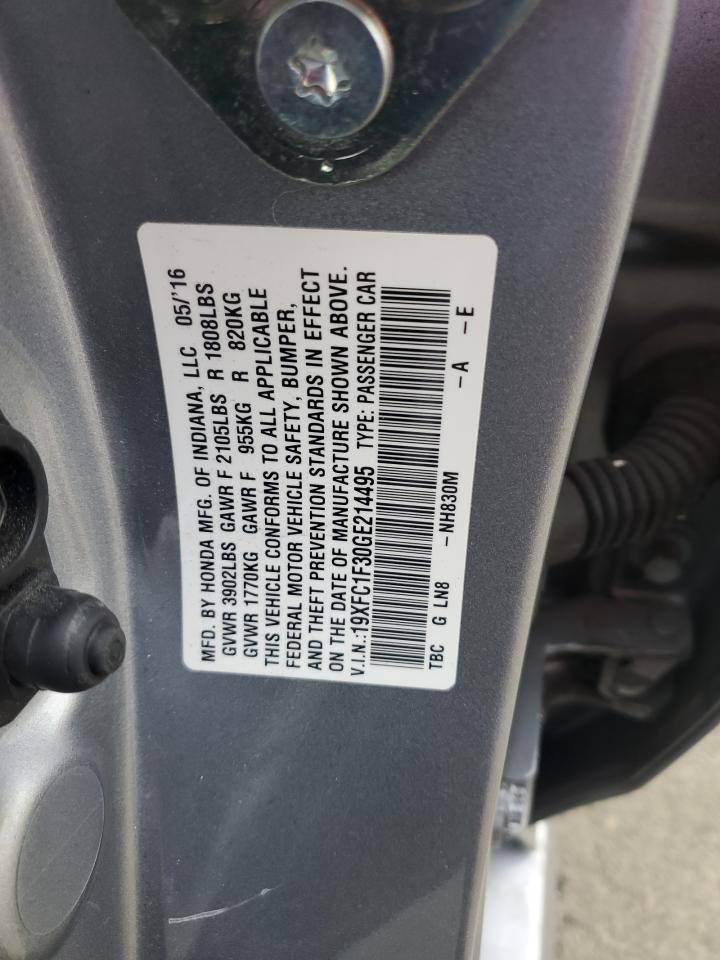 MFD. BY HONDA MFG. OF INDIANA, LLC 05/'16
GVWR 3902LBS GAWR F 2105LBS R 1808LBS
GVWR 1770KG GAWR F 955KG R 820KG
THIS VEHICLE CONFORMS TO ALL APPLICABLE
FEDERAL MOTOR VEHICLE SAFETY, BUMPER,
AND THEFT PREVENTION STANDARDS IN EFFECT
ON THE DATE OF MANUFACTURE SHOWN ABOVE.
V.I.N.:19XFC1F30GE214495 TYPE: PASSENGER CAR
TBC G LN8 -NH830M -A -E